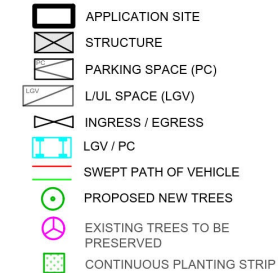 APPLICATION SITE
STRUCTURE
PC
PARKING SPACE (PC)
LGV
L/UL SPACE (LGV)
INGRESS / EGRESS
LGV / PC
SWEPT PATH OF VEHICLE
PROPOSED NEW TREES
EXISTING TREES TO BE
PRESERVED
CONTINUOUS PLANTING STRIP